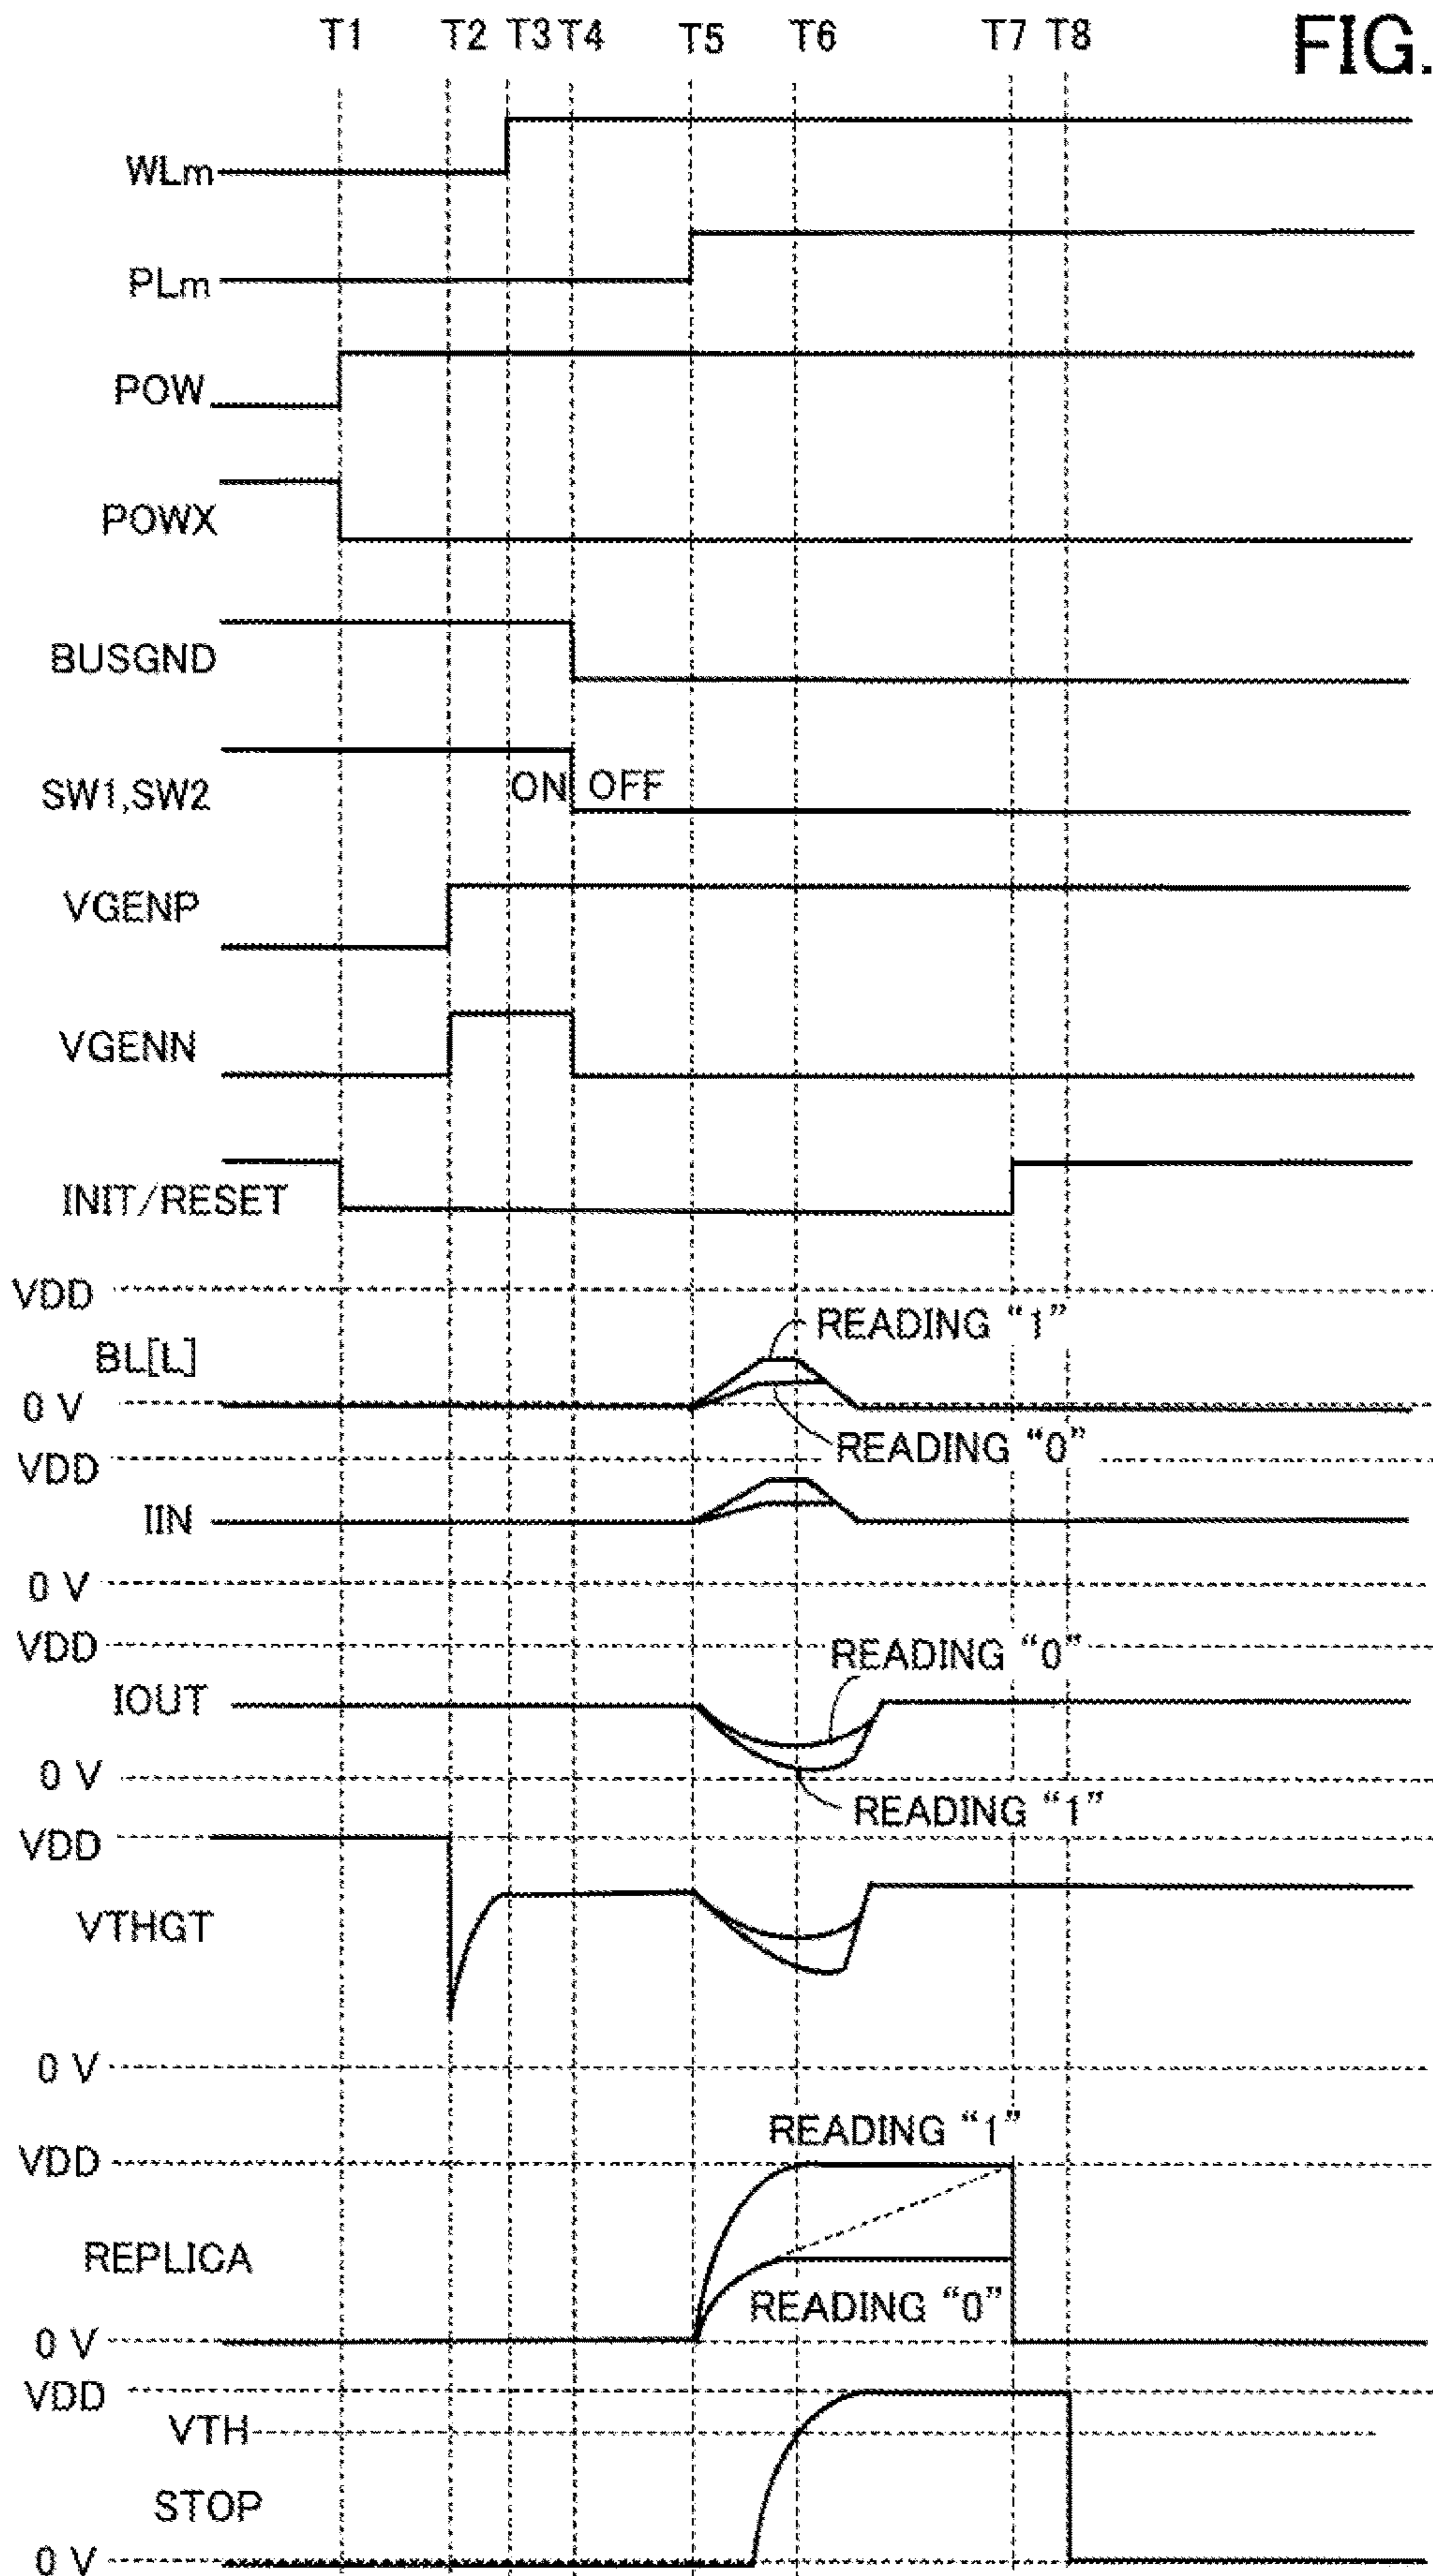 T1 T2 T3 T4 T5 T6 T7 T8 FIG.
WLm
PLm
POW
POWX
BUSGND
SW1,SW2 ON OFF
VGENP
VGENN
INIT/RESET
VDD
READING “1”
BL[L]
0 V
READING “0”
VDD
IIN
0 V
VDD
READING “0”
IOUT
0 V
READING “1”
VDD
VTHGT
0 V
READING “1”
VDD
REPLICA
READING “0”
0 V
VDD
VTH
STOP
0 V